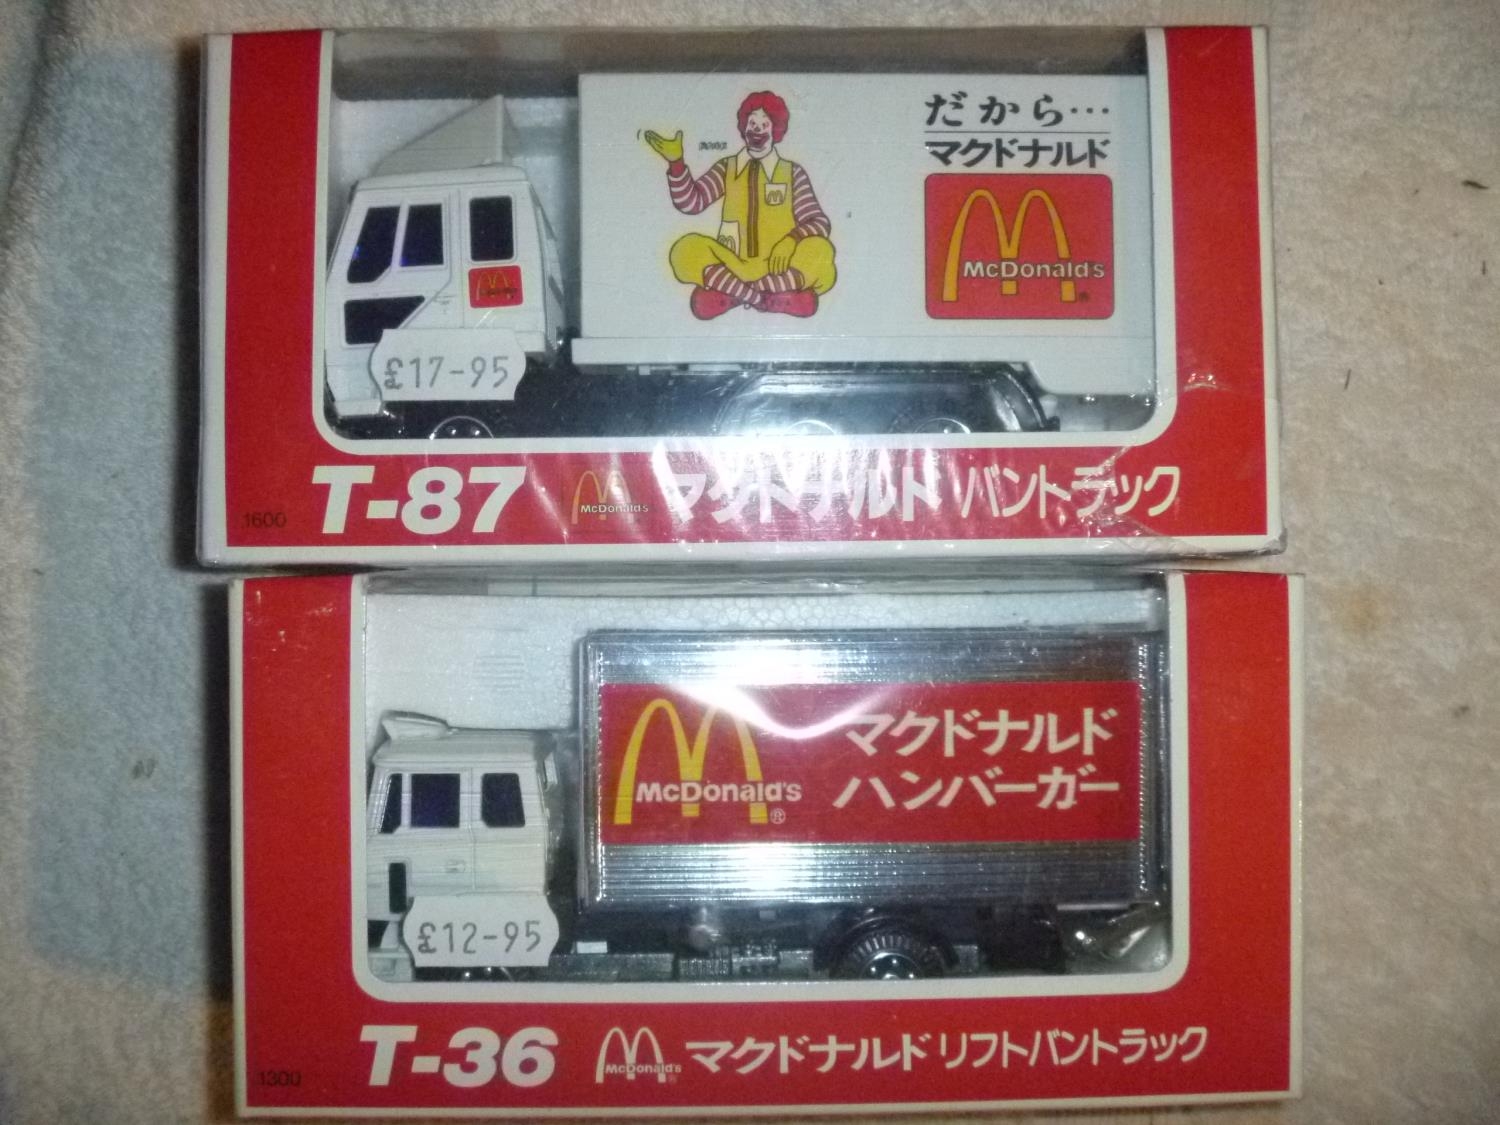 だから…
マクドナルド
McDonald's
£17-95
1600
T-87
McDonald's
マクドナルド バントラック
McDonald's®
マクドナルド
ハンバーガー
£12-95
1300
T-36
McDonald's
マクドナルド リフトバントラック